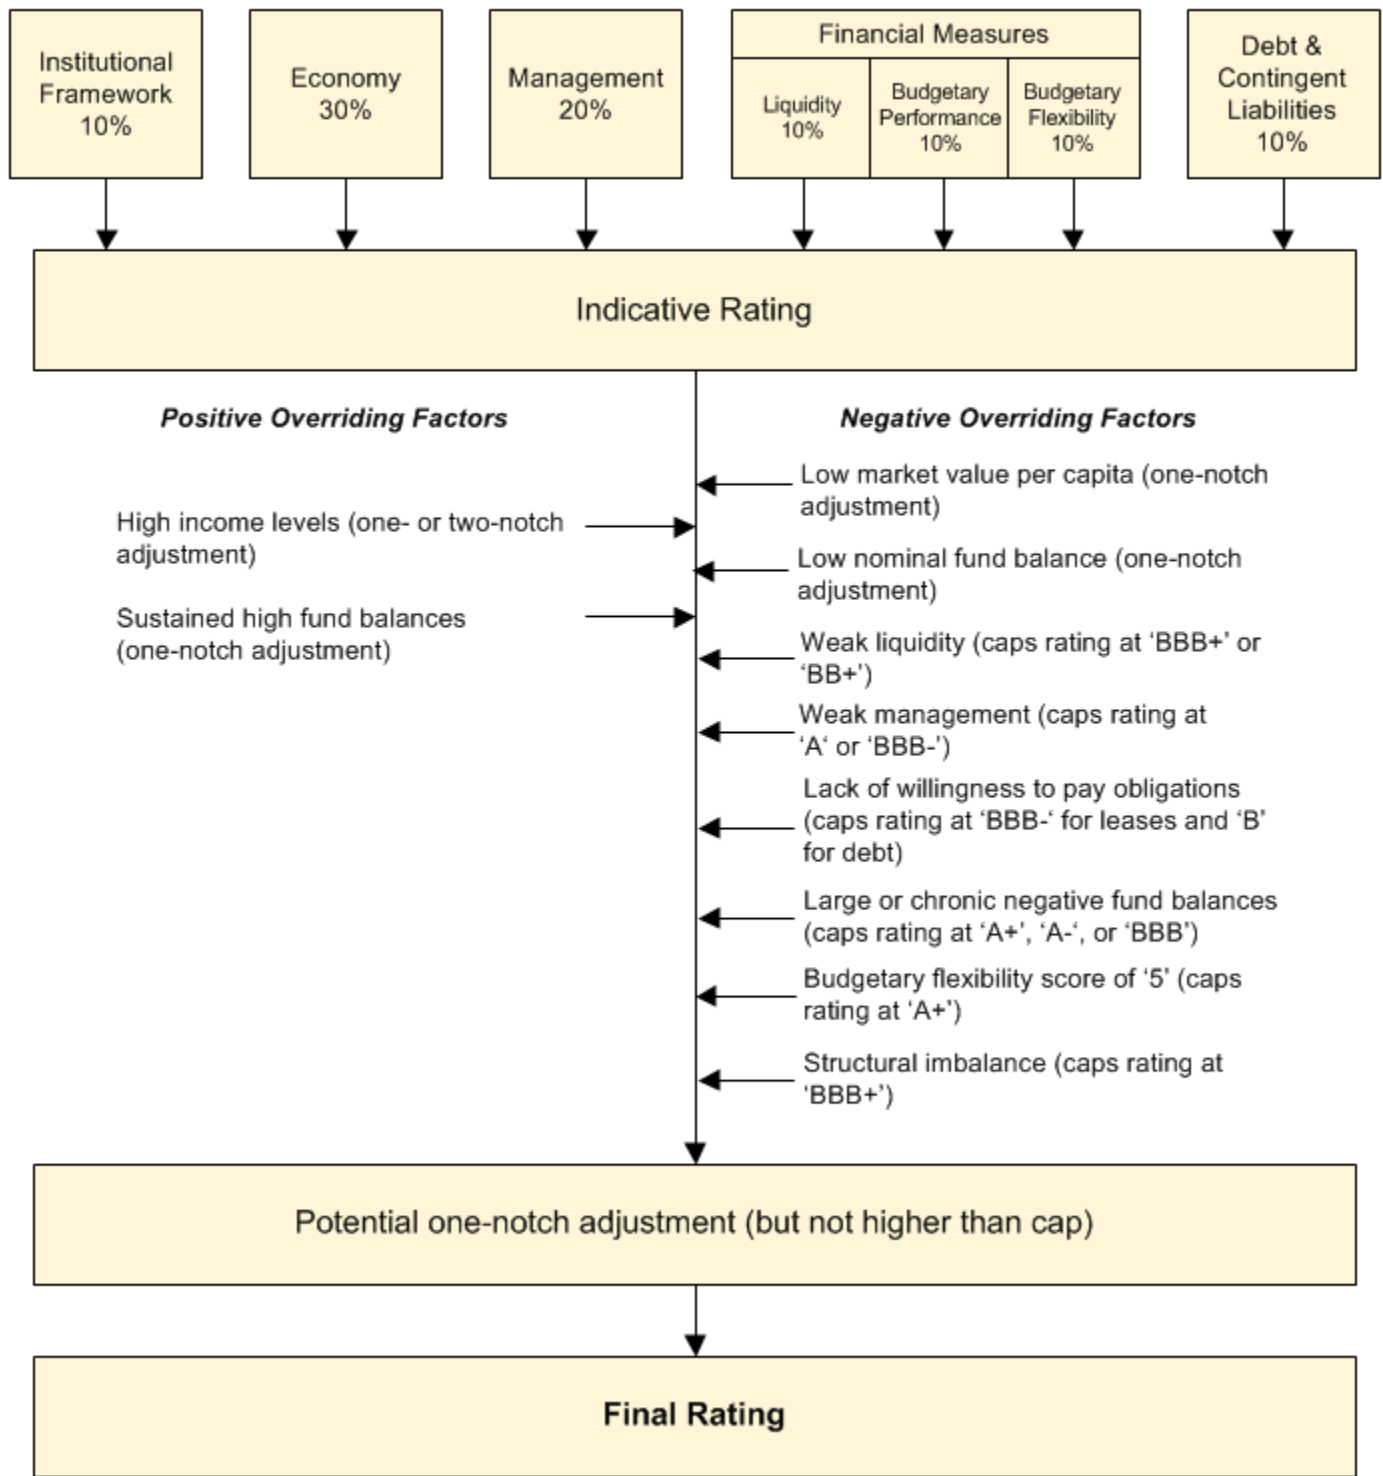 Institutional
Framework
10%
Economy
30%
Management
20%
Financial Measures
Liquidity
10%
Budgetary
Performance
10%
Budgetary
Flexibility
10%
Debt &
Contingent
Liabilities
10%
Indicative Rating
Positive Overriding Factors
High income levels (one- or two-notch
adjustment)
Sustained high fund balances
(one-notch adjustment)
Negative Overriding Factors
Low market value per capita (one-notch
adjustment)
Low nominal fund balance (one-notch
adjustment)
Weak liquidity (caps rating at ‘BBB+’ or
‘BB+’)
Weak management (caps rating at
‘A‘ or ‘BBB-’)
Lack of willingness to pay obligations
(caps rating at ‘BBB-‘ for leases and ‘B’
for debt)
Large or chronic negative fund balances
(caps rating at ‘A+’, ‘A-‘, or ‘BBB’)
Budgetary flexibility score of ‘5’ (caps
rating at ‘A+’)
Structural imbalance (caps rating at
‘BBB+’)
Potential one-notch adjustment (but not higher than cap)
Final Rating